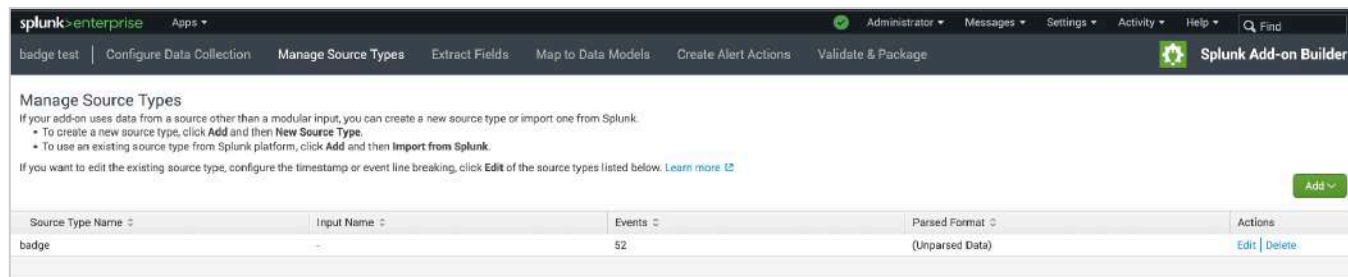 splunk>enterprise Apps Administrator Messages Settings Activity Help Find
badge test Configure Data Collection Manage Source Types Extract Fields Map to Data Models Create Alert Actions Validate & Package Splunk Add-on Builder
Manage Source Types
If your add-on uses data from a source other than a modular input, you can create a new source type or import one from Splunk.
• To create a new source type, click Add and then New Source Type.
• To use an existing source type from Splunk platform, click Add and then Import from Splunk.
If you want to edit the existing source type, configure the timestamp or event line breaking, click Edit of the source types listed below. Learn more
Add
Source Type Name Input Name Events Parsed Format Actions
badge - 52 (Unparsed Data) Edit | Delete